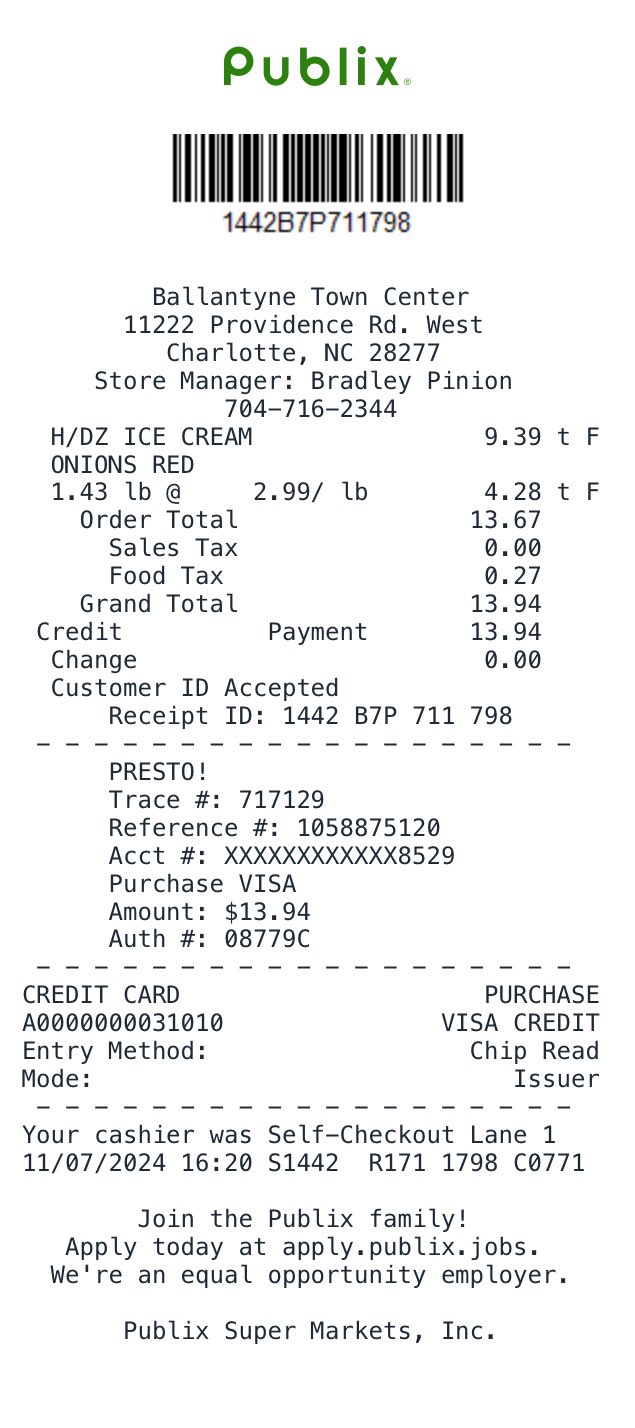 Publix®
1442B7P711798
Ballantyne Town Center
11222 Providence Rd. West
Charlotte, NC 28277
Store Manager: Bradley Pinion
704-716-2344
H/DZ ICE CREAM 9.39 t F
ONIONS RED
1.43 lb @ 2.99/ lb 4.28 t F
Order Total 13.67
Sales Tax 0.00
Food Tax 0.27
Grand Total 13.94
Credit Payment 13.94
Change 0.00
Customer ID Accepted
Receipt ID: 1442 B7P 711 798
- - - - - - - - - - - - - - - - - - -
PRESTO!
Trace #: 717129
Reference #: 1058875120
Acct #: XXXXXXXXXXXX8529
Purchase VISA
Amount: $13.94
Auth #: 08779C
- - - - - - - - - - - - - - - - - - -
CREDIT CARD PURCHASE
A0000000031010 VISA CREDIT
Entry Method: Chip Read
Mode: Issuer
- - - - - - - - - - - - - - - - - - -
Your cashier was Self-Checkout Lane 1
11/07/2024 16:20 S1442 R171 1798 C0771
Join the Publix family!
Apply today at apply.publix.jobs.
We're an equal opportunity employer.
Publix Super Markets, Inc.